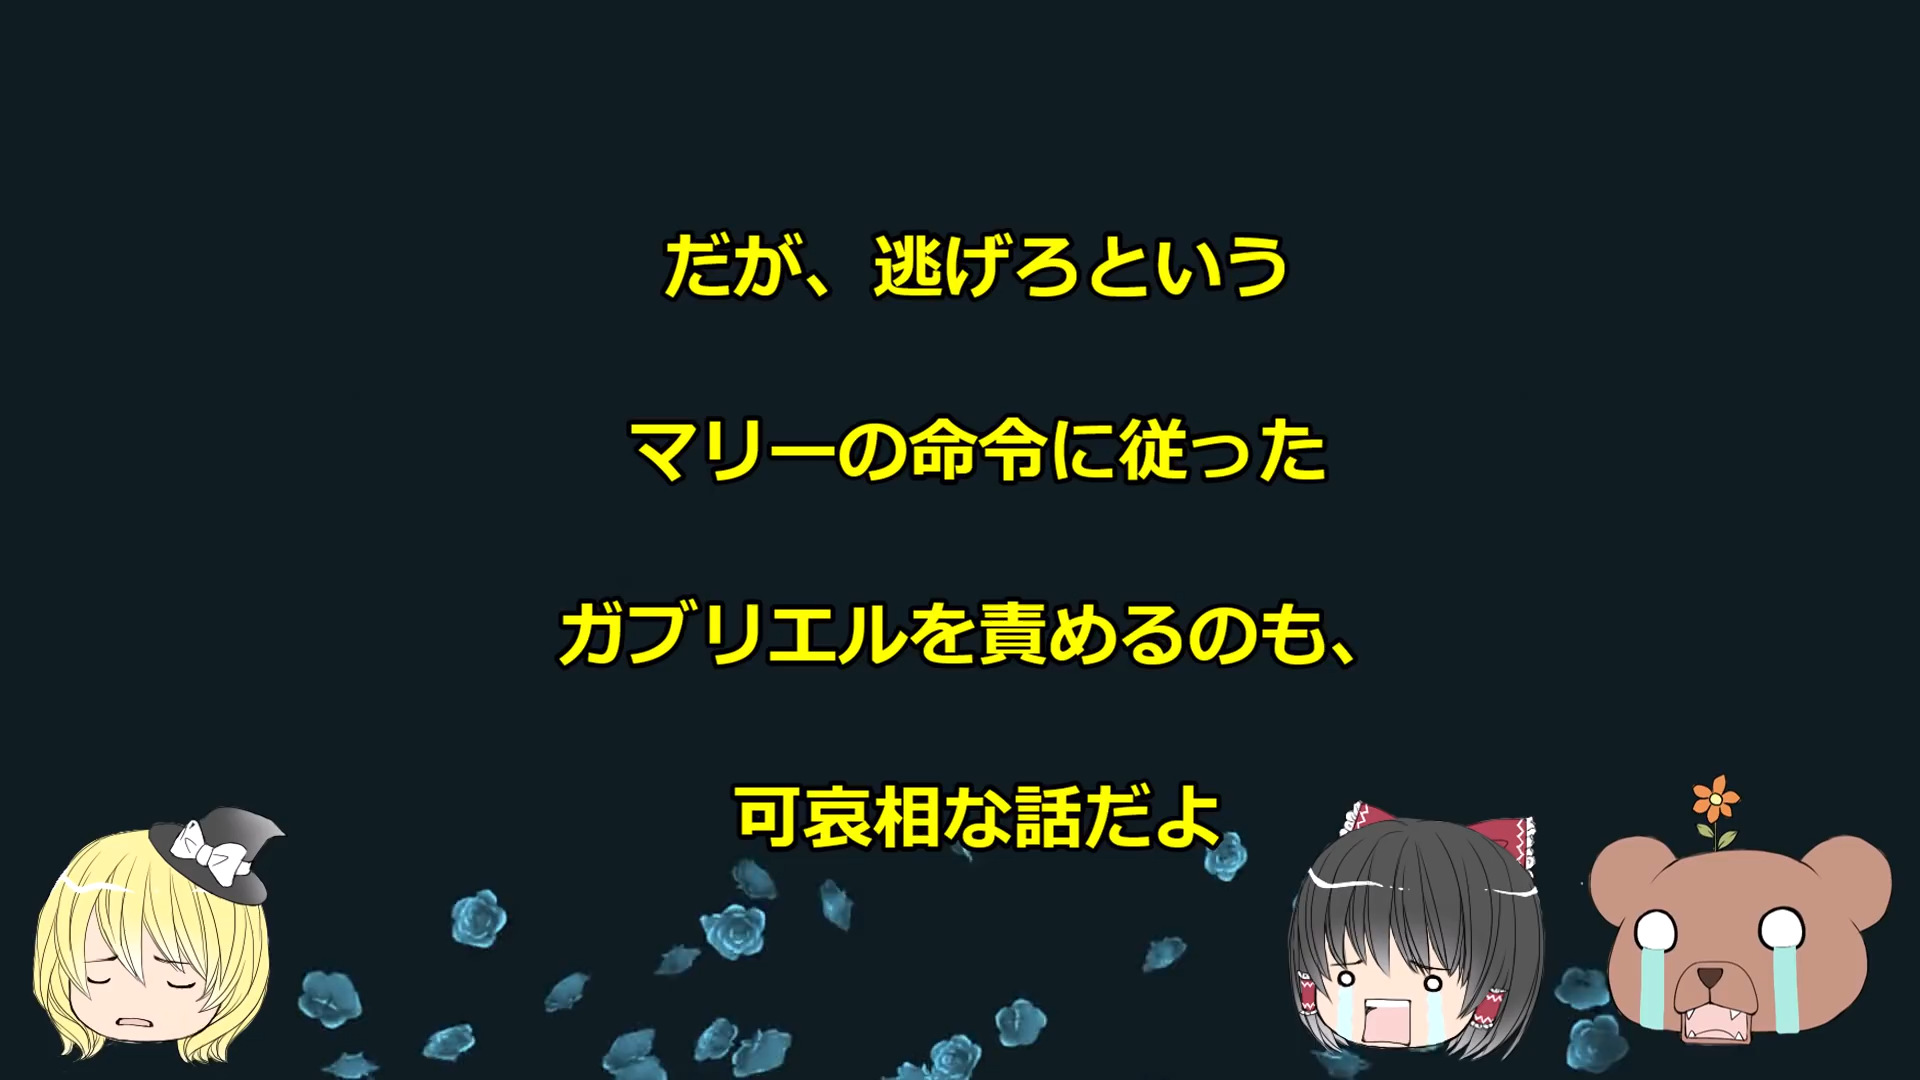 だが、逃げろという
マリーの命令に従った
ガブリエルを責めるのも、
可哀相な話だよ